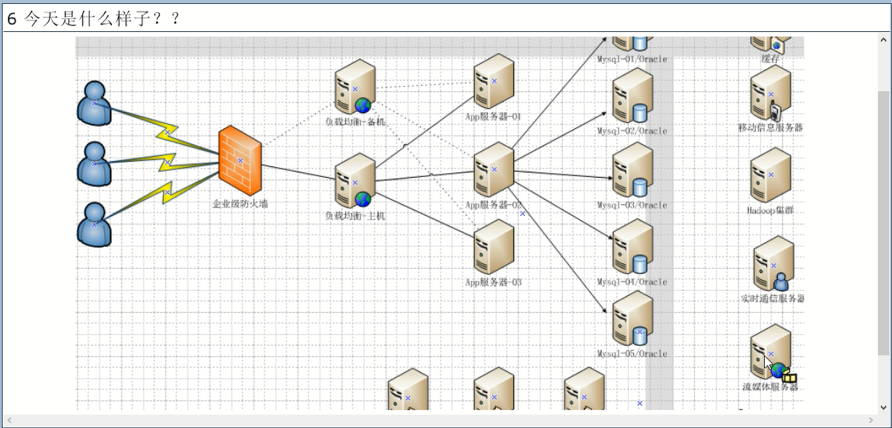 6 今天是什么样子？？
Mysql-01/Oracle
缓存
负载均衡-备机
App服务器-01
Mysql-02/Oracle
移动信息服务器
企业级防火墙
负载均衡-主机
App服务器-02
Mysql-03/Oracle
Hadoop集群
App服务器-03
Mysql-04/Oracle
实时通信服务器
Mysql-05/Oracle
流媒体服务器